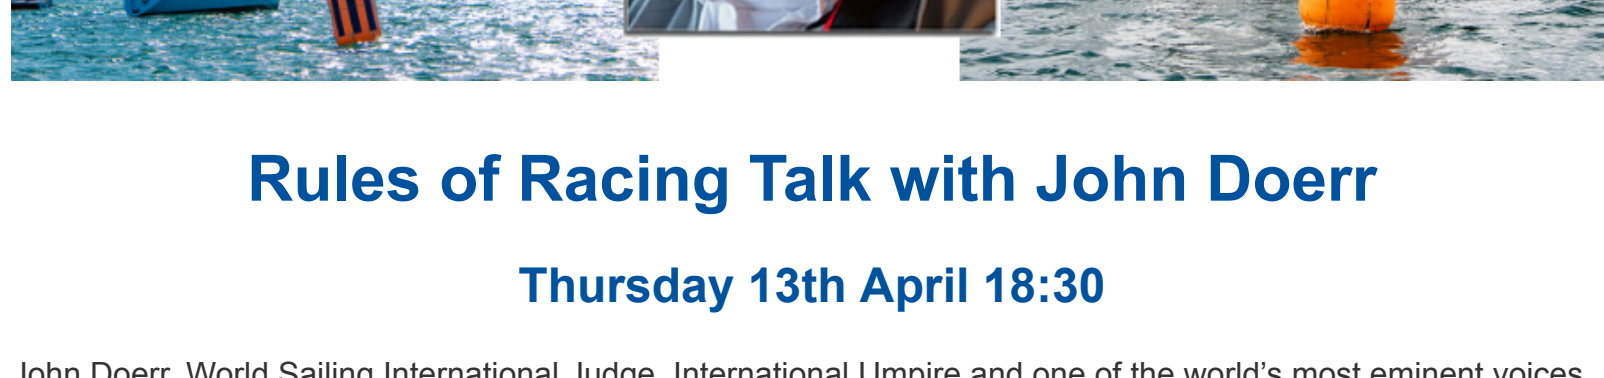 Rules of Racing Talk with John Doerr
Thursday 13th April 18:30
John Doerr, World Sailing International Judge, International Umpire and one of the world's most eminent voices